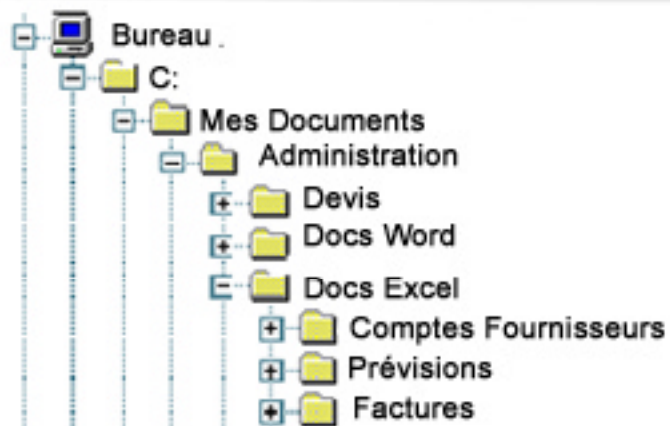 Bureau
C:
Mes Documents
Administration
Devis
Docs Word
Docs Excel
Comptes Fournisseurs
Prévisions
Factures